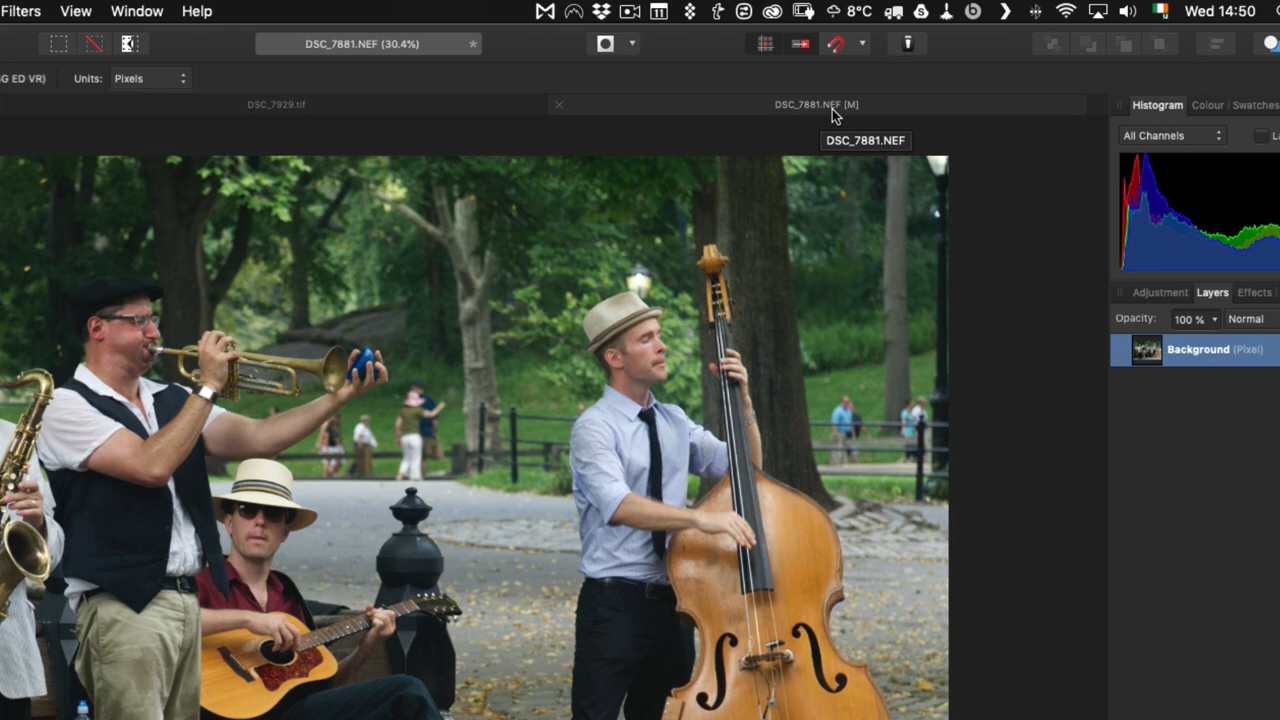 Filters View Window Help 11 8°C Wed 14:50
DSC_7881.NEF (30.4%) *
G ED VR) Units: Pixels
DSC_7929.tif DSC_7881.NEF [M] Histogram Colour Swatches
DSC_7881.NEF
All Channels
Adjustment Layers Effects
Opacity: 100 % Normal
Background (Pixel)